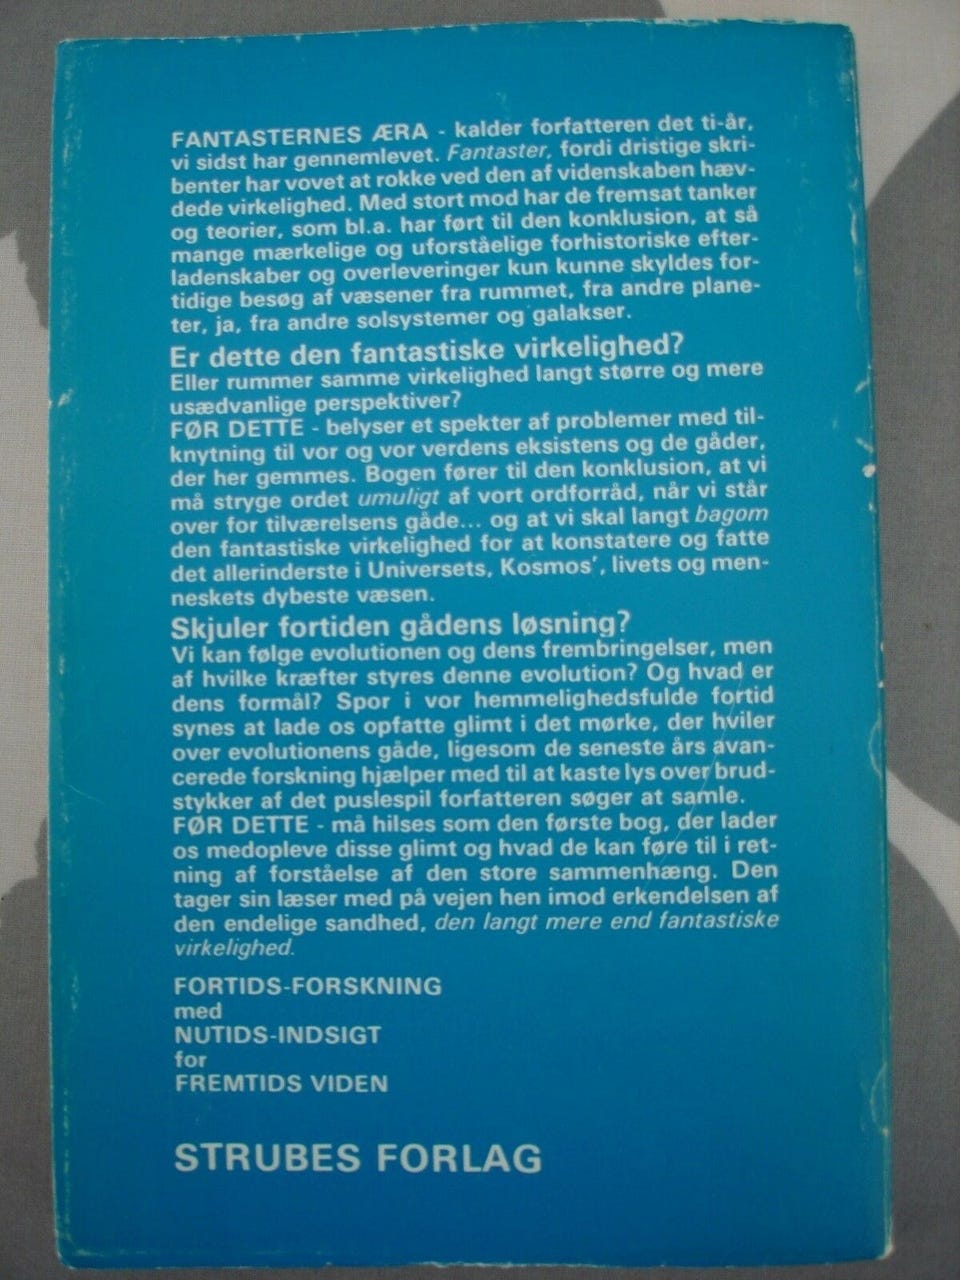 FANTASTERNES ÆRA - kalder forfatteren det ti-år,
vi sidst har gennemlevet. Fantaster, fordi dristige skri-
benter har vovet at rokke ved den af videnskaben hæv-
dede virkelighed. Med stort mod har de fremsat tanker
og teorier, som bl.a. har ført til den konklusion, at så
mange mærkelige og uforståelige forhistoriske efter-
ladenskaber og overleveringer kun kunne skyldes for-
tidige besøg af væsener fra rummet, fra andre plane-
ter, ja, fra andre solsystemer og galakser.
Er dette den fantastiske virkelighed?
Eller rummer samme virkelighed langt større og mere
usædvanlige perspektiver?
FØR DETTE - belyser et spekter af problemer med til-
knytning til vor og vor verdens eksistens og de gåder,
der her gemmes. Bogen fører til den konklusion, at vi
må stryge ordet umuligt af vort ordforråd, når vi står
over for tilværelsens gåde... og at vi skal langt bagom
den fantastiske virkelighed for at konstatere og fatte
det allerinderste i Universets, Kosmos', livets og men-
neskets dybeste væsen.
Skjuler fortiden gådens løsning?
Vi kan følge evolutionen og dens frembringelser, men
af hvilke kræfter styres denne evolution? Og hvad er
dens formål? Spor i vor hemmelighedsfulde fortid
synes at lade os opfatte glimt i det mørke, der hviler
over evolutionens gåde, ligesom de seneste års avan-
cerede forskning hjælper med til at kaste lys over brud-
stykker af det puslespil forfatteren søger at samle.
FØR DETTE - må hilses som den første bog, der lader
os medopleve disse glimt og hvad de kan føre til i ret-
ning af forståelse af den store sammenhæng. Den
tager sin læser med på vejen hen imod erkendelsen af
den endelige sandhed, den langt mere end fantastiske
virkelighed.
FORTIDS-FORSKNING
med
NUTIDS-INDSIGT
for
FREMTIDS VIDEN
STRUBES FORLAG